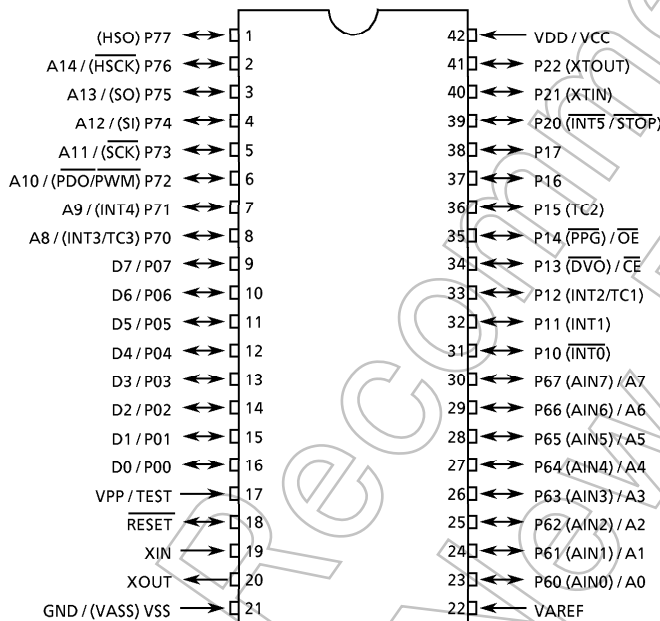 (HSO) P77 1
A14 / (HSCK) P76 2
A13 / (SO) P75 3
A12 / (SI) P74 4
A11 / (SCK) P73 5
A10 / (PDO/PWM) P72 6
A9 / (INT4) P71 7
A8 / (INT3/TC3) P70 8
D7 / P07 9
D6 / P06 10
D5 / P05 11
D4 / P04 12
D3 / P03 13
D2 / P02 14
D1 / P01 15
D0 / P00 16
VPP / TEST 17
RESET 18
XIN 19
XOUT 20
GND / (VASS) VSS 21
42 VDD / VCC
41 P22 (XTOUT)
40 P21 (XTIN)
39 P20 (INT5 / STOP)
38 P17
37 P16
36 P15 (TC2)
35 P14 (PPG) / OE
34 P13 (DVO) / CE
33 P12 (INT2/TC1)
32 P11 (INT1)
31 P10 (INT0)
30 P67 (AIN7) / A7
29 P66 (AIN6) / A6
28 P65 (AIN5) / A5
27 P64 (AIN4) / A4
26 P63 (AIN3) / A3
25 P62 (AIN2) / A2
24 P61 (AIN1) / A1
23 P60 (AIN0) / A0
22 VAREF
Recomme
New